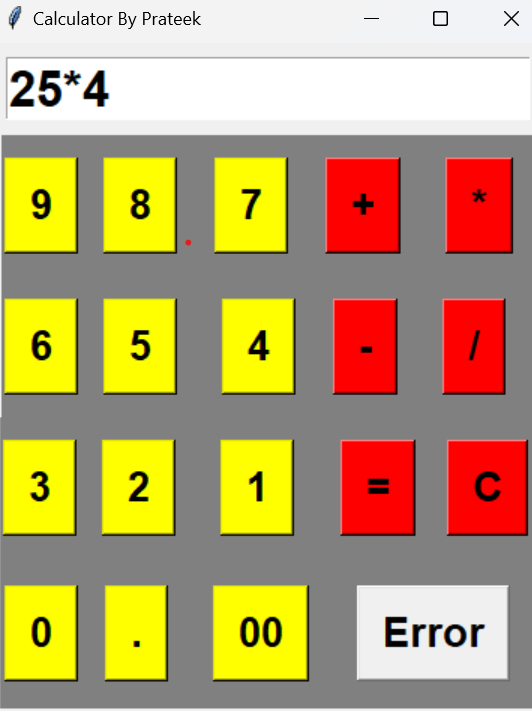 Calculator By Prateek
25*4
9 8 7 + *
6 5 4 - /
3 2 1 = C
0 . 00 Error